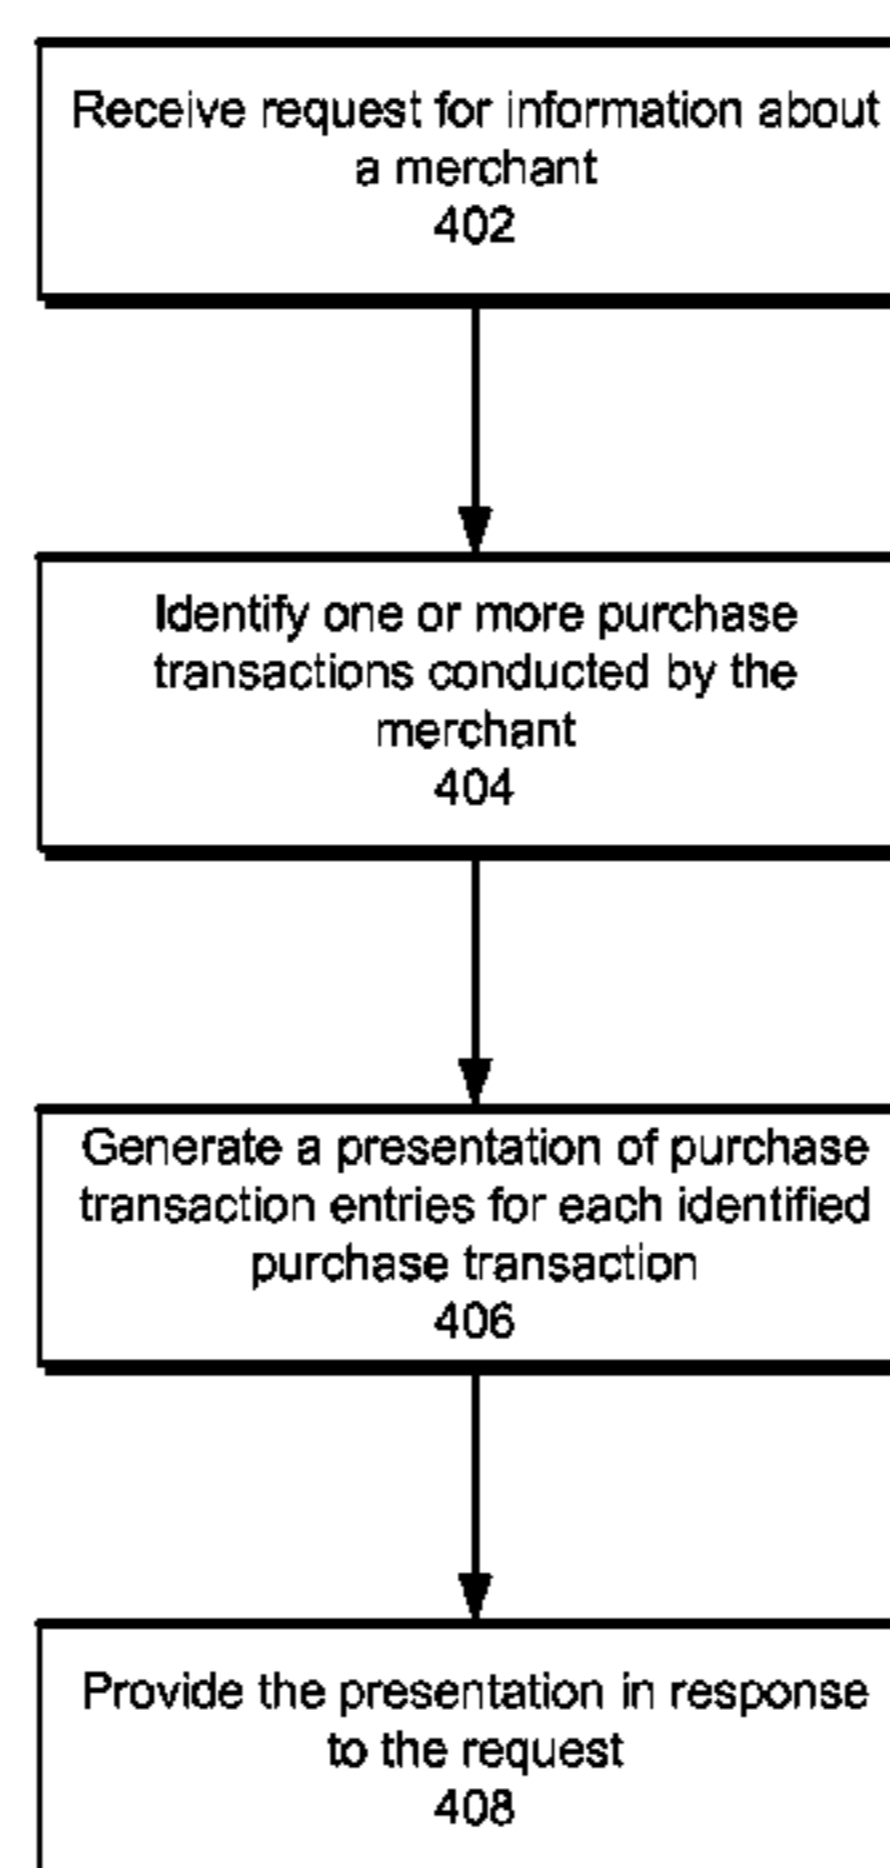 Receive request for information about
a merchant
402
Identify one or more purchase
transactions conducted by the
merchant
404
Generate a presentation of purchase
transaction entries for each identified
purchase transaction
406
Provide the presentation in response
to the request
408